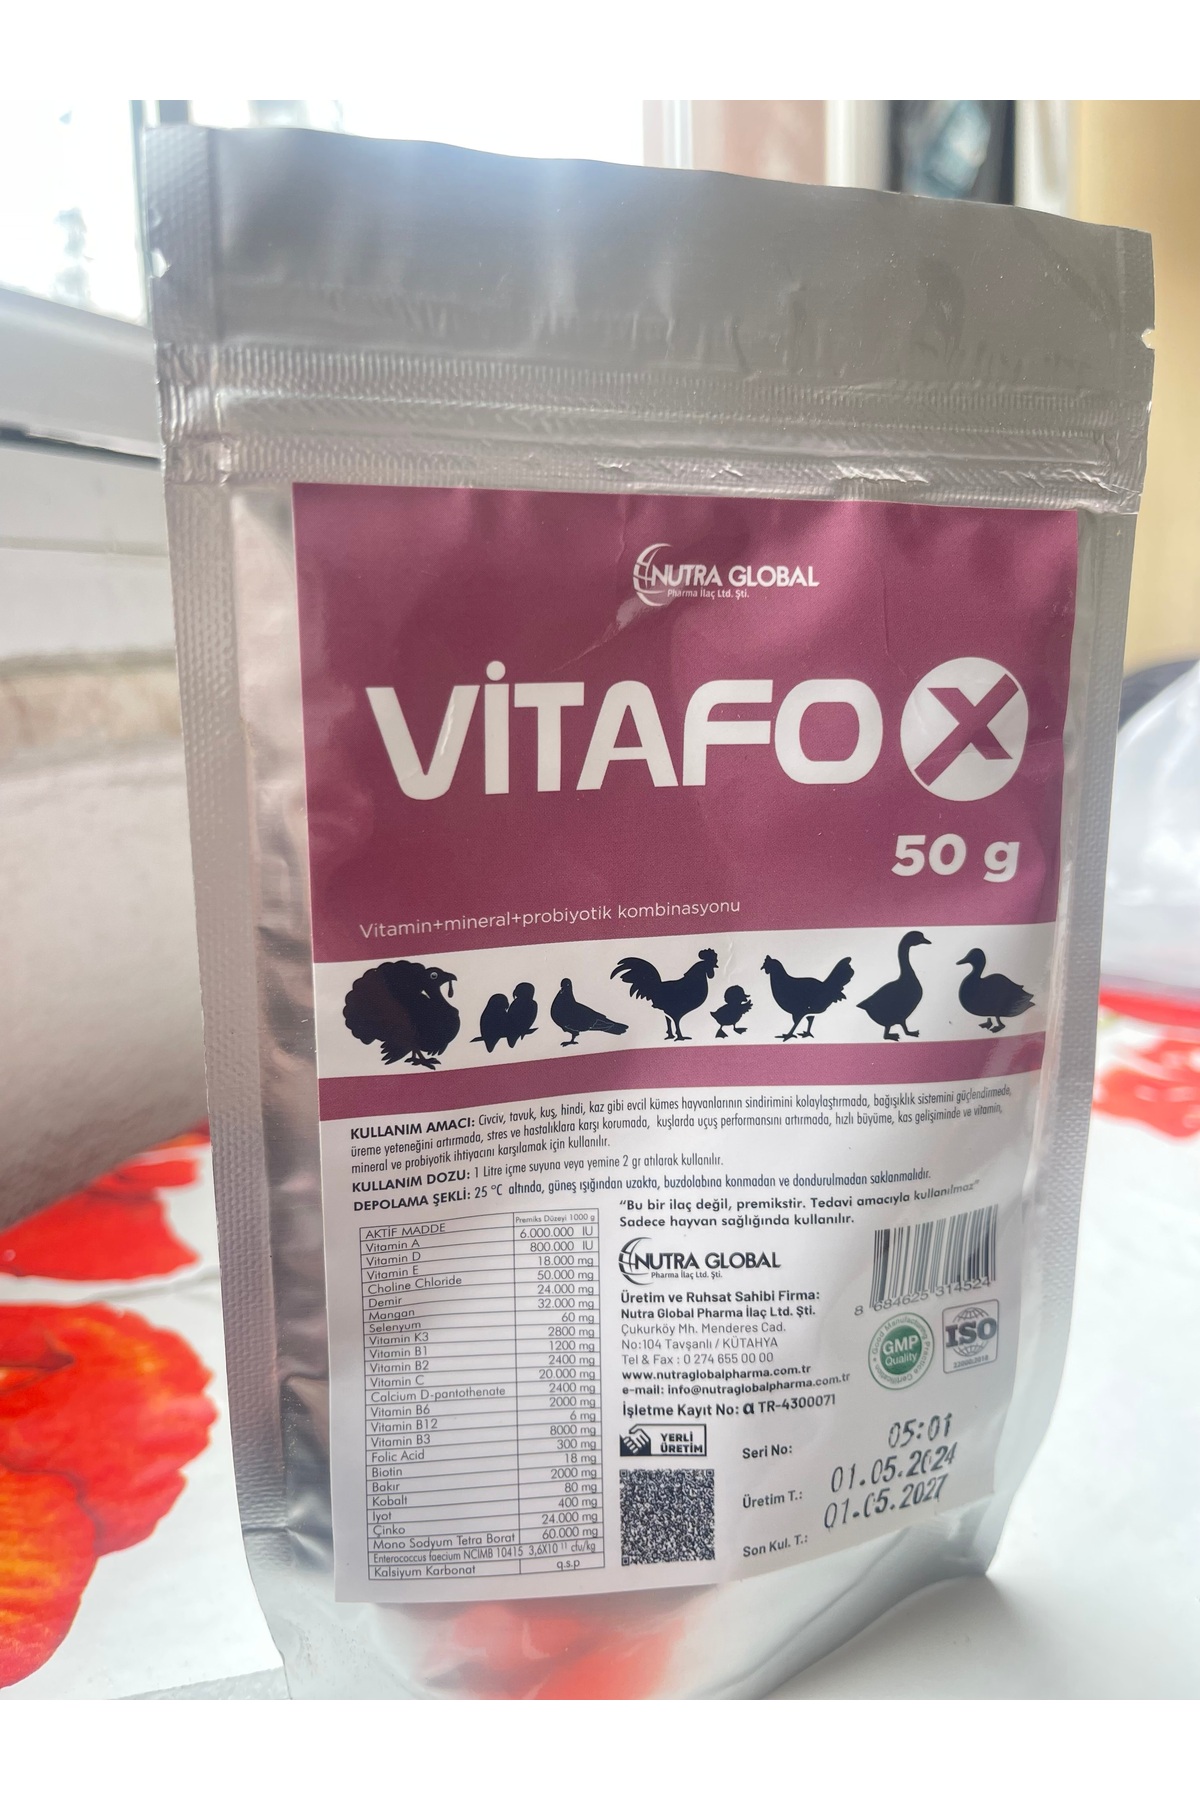 NUTRA GLOBAL
Pharma İlaç Ltd. Şti.
VİTAFOX
50 g
Vitamin+mineral+probiyotik kombinasyonu
KULLANIM AMACI: Civciv, tavuk, kuş, hindi, kaz gibi evcil kümes hayvanlarının sindirimini kolaylaştırmada, bağışıklık sistemini güçlendirmede,
üreme yeteneğini artırmada, stres ve hastalıklara karşı korumada, kuşlarda uçuş performansını artırmada, hızlı büyüme, kas gelişiminde ve vitamin,
mineral ve probiyotik ihtiyacını karşılamak için kullanılır.
KULLANIM DOZU: 1 Litre içme suyuna veya yemine 2 gr atılarak kullanılır.
DEPOLAMA ŞEKLİ: 25 °C altında, güneş ışığından uzakta, buzdolabına konmadan ve dondurulmadan saklanmalıdır.
AKTİF MADDE Premiks Düzeyi 1000 g
Vitamin A 6.000.000 IU
Vitamin D 800.000 IU
Vitamin E 18.000 mg
Choline Chloride 50.000 mg
Demir 24.000 mg
Mangan 32.000 mg
Selenyum 60 mg
Vitamin K3 2800 mg
Vitamin B1 1200 mg
Vitamin B2 2400 mg
Vitamin C 20.000 mg
Calcium D-pantothenate 2400 mg
Vitamin B6 2000 mg
Vitamin B12 6 mg
Vitamin B3 8000 mg
Folic Acid 300 mg
Biotin 18 mg
Bakır 2000 mg
Kobalt 80 mg
İyot 400 mg
Çinko 24.000 mg
Mono Sodyum Tetra Borat 60.000 mg
Enterococcus faecium NCIMB 10415 3,6X10¹¹ cfu/kg
Kalsiyum Karbonat q.s.p
"Bu bir ilaç değil, premikstir. Tedavi amacıyla kullanılmaz"
Sadece hayvan sağlığında kullanılır.
NUTRA GLOBAL
Pharma İlaç Ltd. Şti.
8 684625 314524
Üretim ve Ruhsat Sahibi Firma:
Nutra Global Pharma İlaç Ltd. Şti.
Çukurköy Mh. Menderes Cad.
No:104 Tavşanlı / KÜTAHYA
Tel & Fax : 0 274 655 00 00
www.nutraglobalpharma.com.tr
e-mail: info@nutraglobalpharma.com.tr
İşletme Kayıt No: α TR-4300071
GMP
Quality
ISO
YERLİ
ÜRETİM
Seri No: 05:01
Üretim T.: 01.05.2024
Son Kul. T.: 01.05.2027